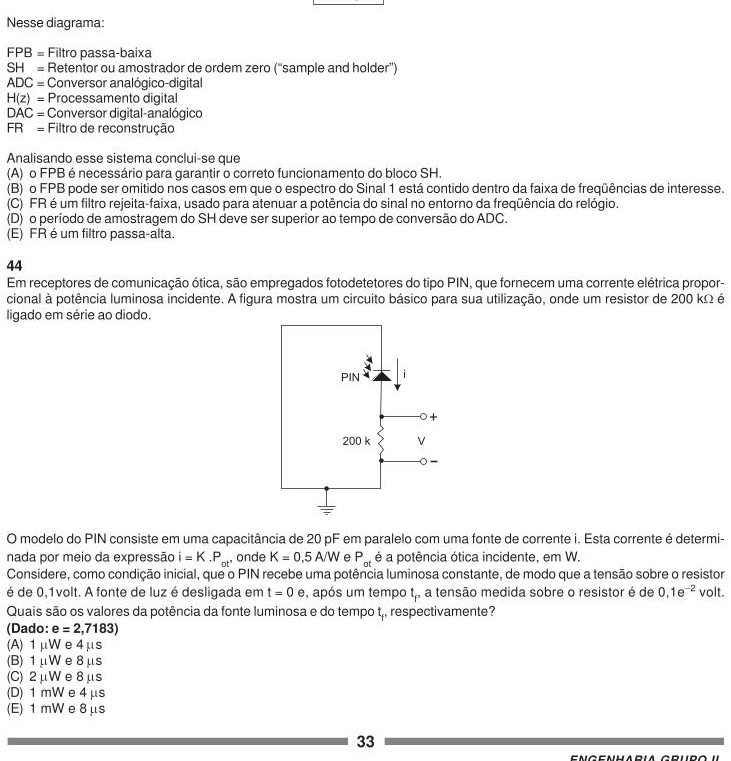 Nesse diagrama:
FPB = Filtro passa-baixa
SH = Retentor ou amostrador de ordem zero (“sample and holder”)
ADC = Conversor analógico-digital
H(z) = Processamento digital
DAC = Conversor digital-analógico
FR = Filtro de reconstrução
Analisando esse sistema conclui-se que
(A) o FPB é necessário para garantir o correto funcionamento do bloco SH.
(B) o FPB pode ser omitido nos casos em que o espectro do Sinal 1 está contido dentro da faixa de freqüências de interesse.
(C) FR é um filtro rejeita-faixa, usado para atenuar a potência do sinal no entorno da freqüência do relógio.
(D) o período de amostragem do SH deve ser superior ao tempo de conversão do ADC.
(E) FR é um filtro passa-alta.
44
Em receptores de comunicação ótica, são empregados fotodetetores do tipo PIN, que fornecem uma corrente elétrica propor-
cional à potência luminosa incidente. A figura mostra um circuito básico para sua utilização, onde um resistor de 200 kΩ é
ligado em série ao diodo.
PIN i
+
200 k V
−
O modelo do PIN consiste em uma capacitância de 20 pF em paralelo com uma fonte de corrente i. Esta corrente é determi-
nada por meio da expressão i = K .Pot, onde K = 0,5 A/W e Pot é a potência ótica incidente, em W.
Considere, como condição inicial, que o PIN recebe uma potência luminosa constante, de modo que a tensão sobre o resistor
é de 0,1volt. A fonte de luz é desligada em t = 0 e, após um tempo tf, a tensão medida sobre o resistor é de 0,1e⁻² volt.
Quais são os valores da potência da fonte luminosa e do tempo tf, respectivamente?
(Dado: e = 2,7183)
(A) 1 μW e 4 μs
(B) 1 μW e 8 μs
(C) 2 μW e 8 μs
(D) 1 mW e 4 μs
(E) 1 mW e 8 μs
33